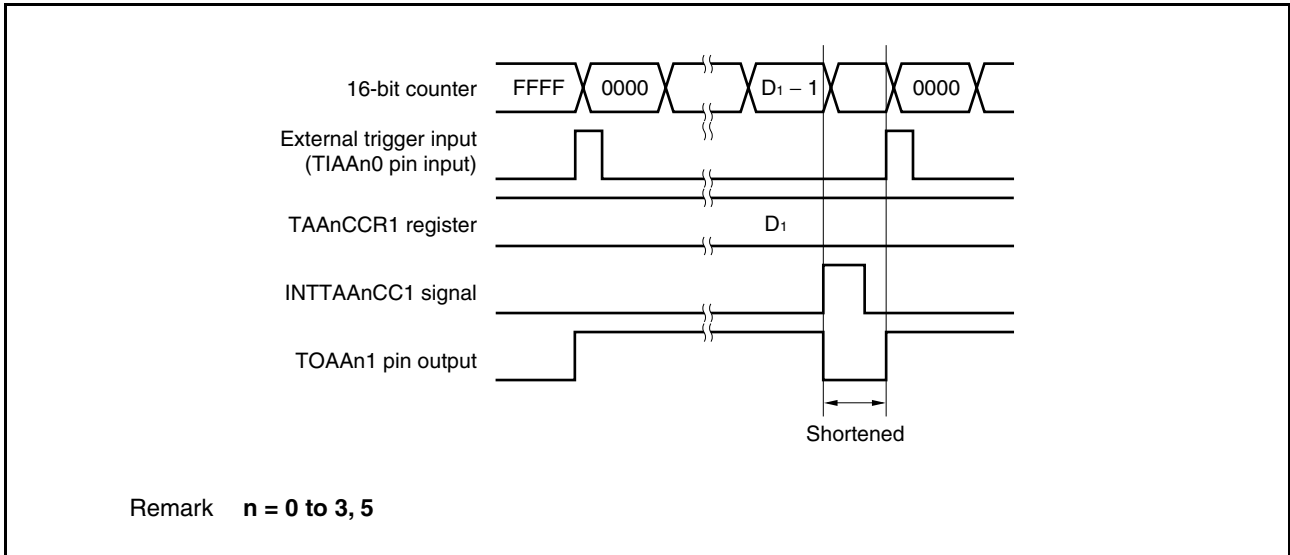 16-bit counter FFFF 0000 D₁ – 1 0000
External trigger input
(TIAAn0 pin input)
TAAnCCR1 register D₁
INTTAAnCC1 signal
TOAAn1 pin output
Shortened
Remark n = 0 to 3, 5